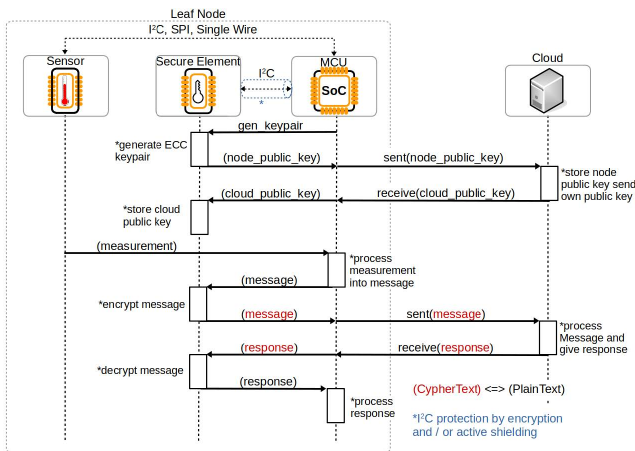 Leaf Node
I²C, SPI, Single Wire
Sensor
Secure Element
I²C
*
MCU
SoC
Cloud
gen_keypair
*generate ECC
keypair
(node_public_key)
sent(node_public_key)
*store node
public key send
own public key
(cloud_public_key)
receive(cloud_public_key)
*store cloud
public key
(measurement)
*process
measurement
into message
(message)
*encrypt message
(message)
sent(message)
*process
Message and
give response
(response)
receive(response)
*decrypt message
(response)
*process
response
(CypherText) <=> (PlainText)
*I²C protection by encryption
and / or active shielding